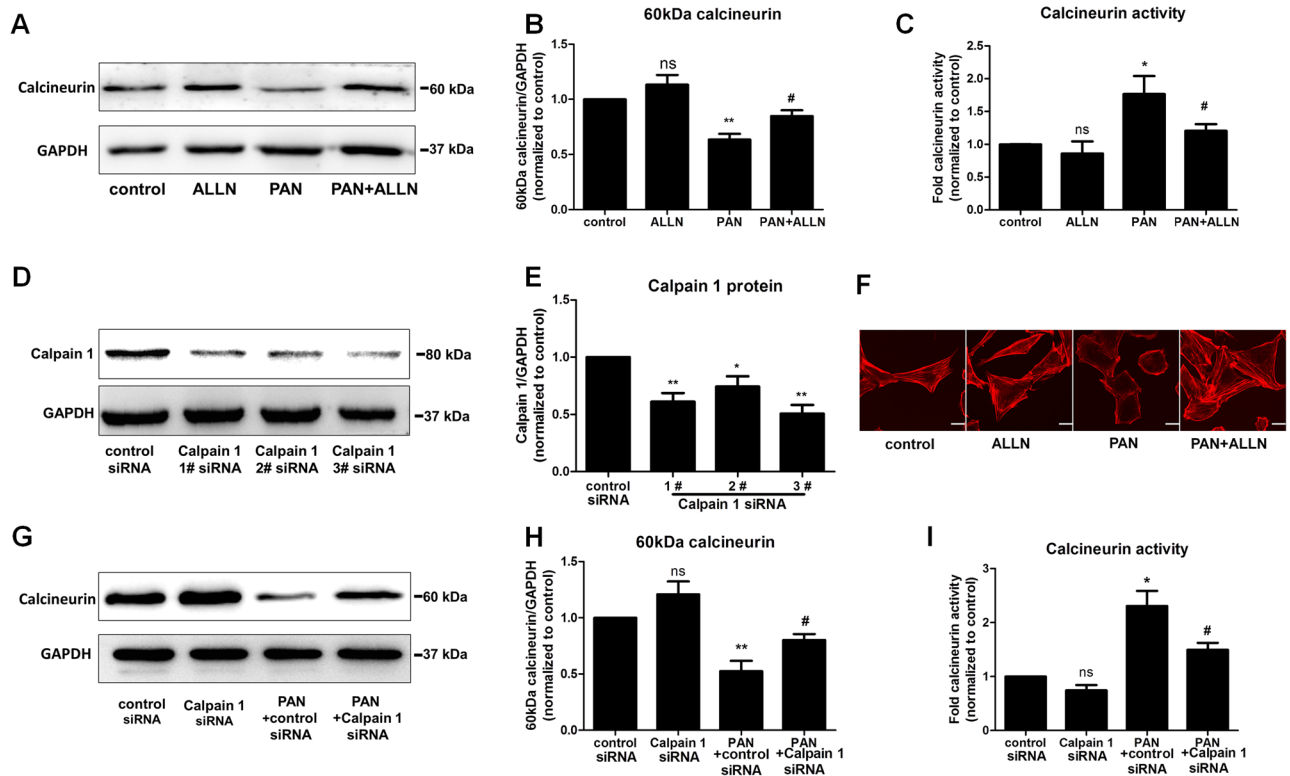 A
Calcineurin
60 kDa
GAPDH
37 kDa
control ALLN PAN PAN+ALLN
B
60kDa calcineurin
60kDa calcineurin/GAPDH
(normalized to control)
1.5
1.0
0.5
0.0
ns
**
#
control ALLN PAN PAN+ALLN
C
Calcineurin activity
Fold calcineurin activity
(normalized to control)
2.5
2.0
1.5
1.0
0.5
0.0
ns
*
#
control ALLN PAN PAN+ALLN
D
Calpain 1
80 kDa
GAPDH
37 kDa
control siRNA
Calpain 1 1# siRNA
Calpain 1 2# siRNA
Calpain 1 3# siRNA
E
Calpain 1 protein
Calpain 1/GAPDH
(normalized to control)
1.5
1.0
0.5
0.0
**
*
**
control siRNA
1 # 2 # 3 #
Calpain 1 siRNA
F
control ALLN PAN PAN+ALLN
G
Calcineurin
60 kDa
GAPDH
37 kDa
control siRNA
Calpain 1 siRNA
PAN +control siRNA
PAN +Calpain 1 siRNA
H
60kDa calcineurin
60kDa calcineurin/GAPDH
(normalized to control)
1.5
1.0
0.5
0.0
ns
**
#
control siRNA
Calpain 1 siRNA
PAN +control siRNA
PAN +Calpain 1 siRNA
I
Calcineurin activity
Fold calcineurin activity
(normalized to control)
3
2
1
0
ns
*
#
control siRNA
Calpain 1 siRNA
PAN +control siRNA
PAN +Calpain 1 siRNA